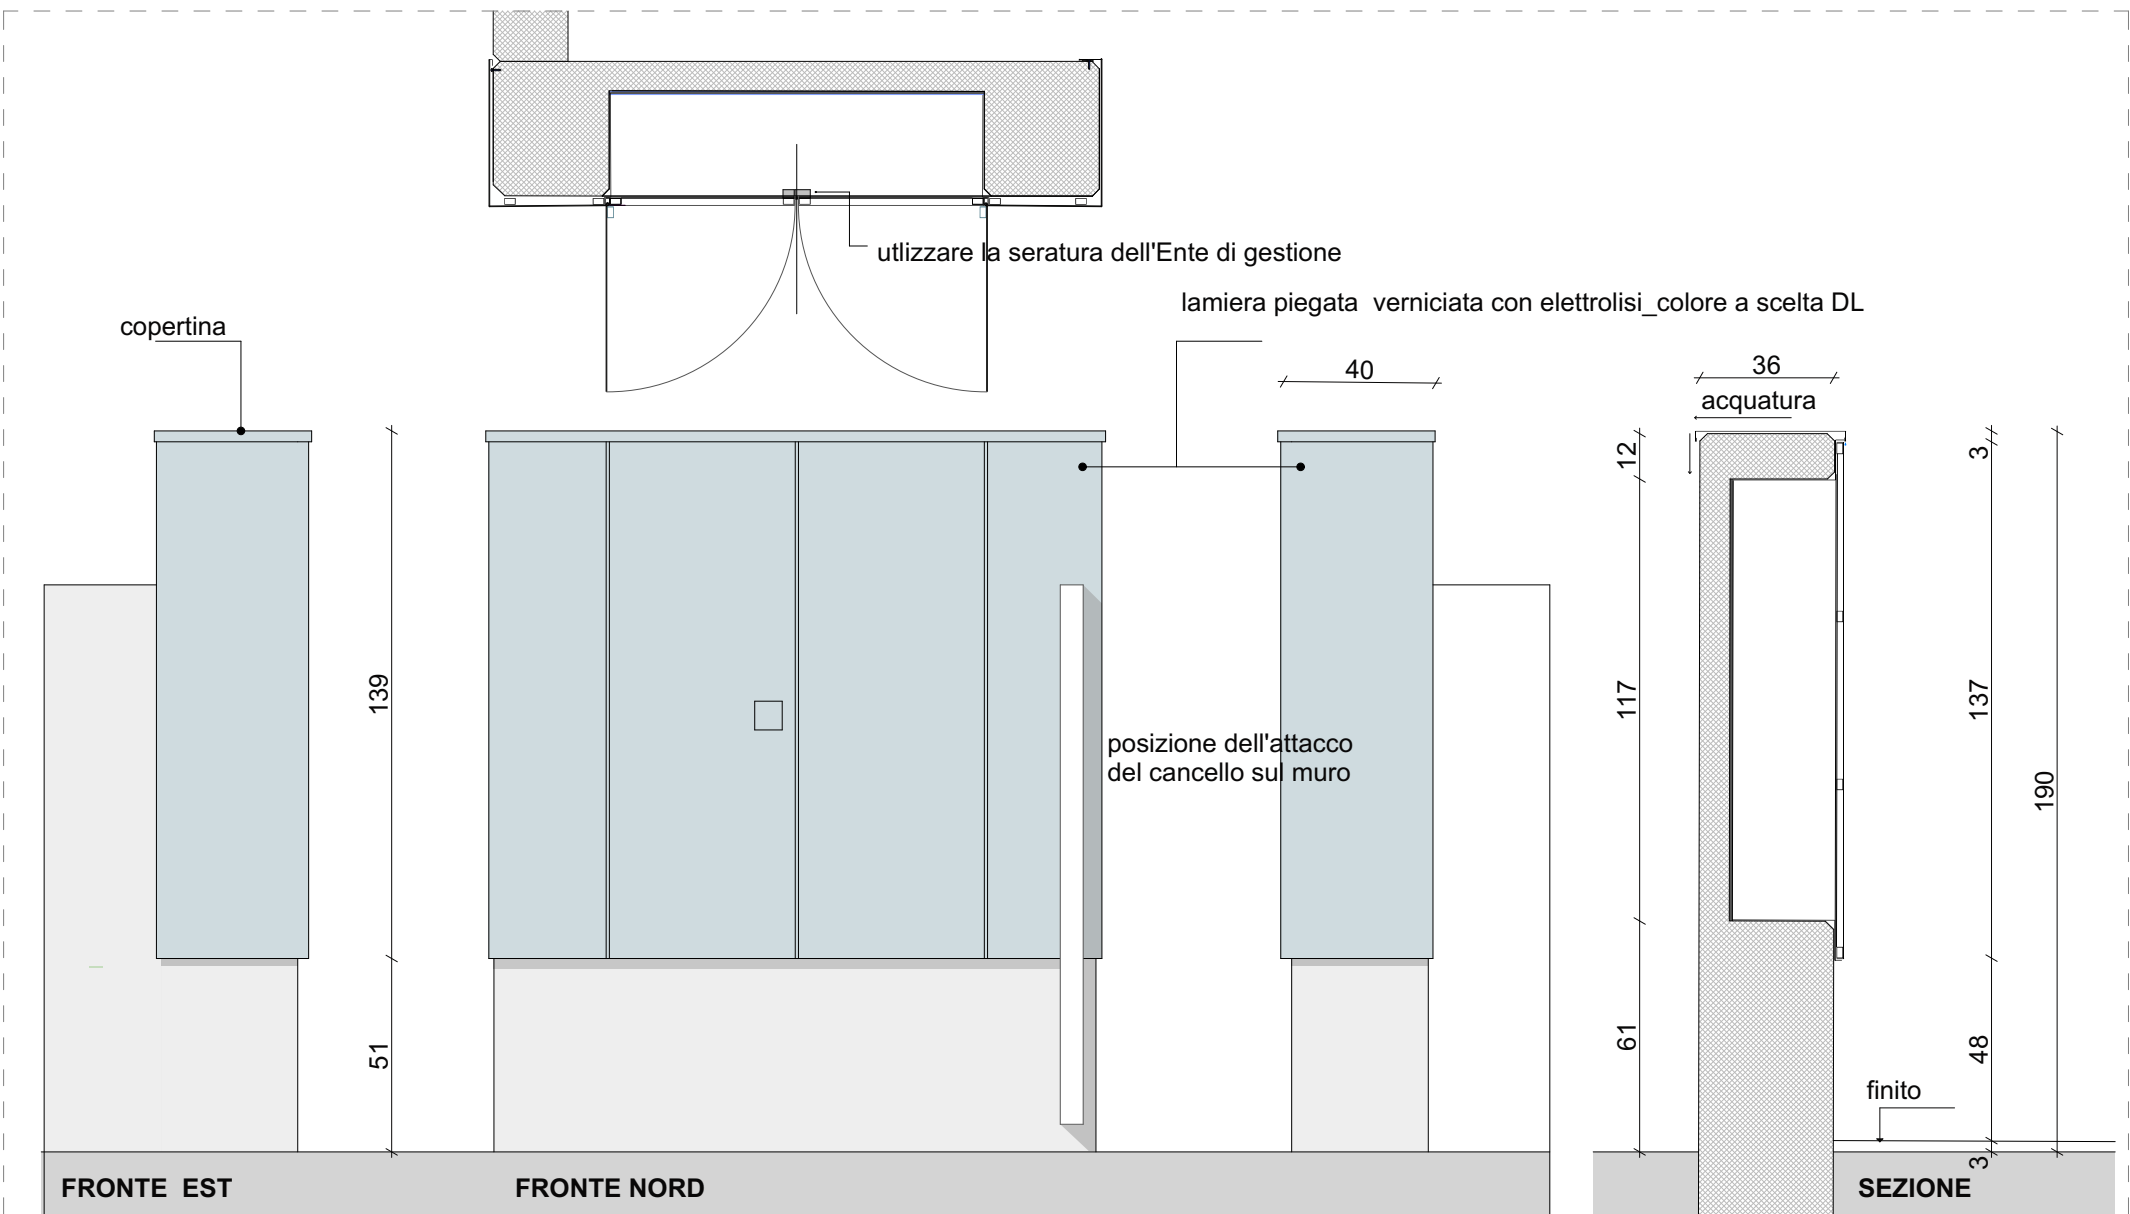 utlizzare la seratura dell'Ente di gestione
lamiera piegata  verniciata con elettrolisi_colore a scelta DL
copertina
40
36
acquatura
12
3
139
117
137
190
posizione dell'attacco
del cancello sul muro
51
61
48
finito
3
FRONTE  EST
FRONTE NORD
SEZIONE